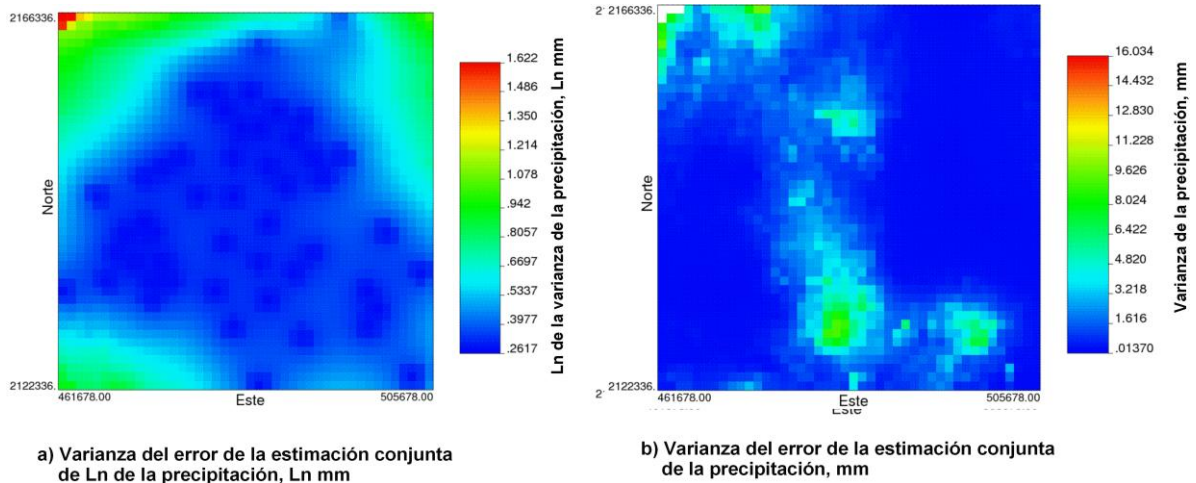 2166336.
Norte
2122336.
461678.00
Este
505678.00
1.622
1.486
1.350
1.214
1.078
.942
.8057
.6697
.5337
.3977
.2617
Ln de la varianza de la precipitación, Ln mm
a) Varianza del error de la estimación conjunta
de Ln de la precipitación, Ln mm
2166336.
Norte
2122336.
461678.00
Este
505678.00
Este
16.034
14.432
12.830
11.228
9.626
8.024
6.422
4.820
3.218
1.616
.01370
Varianza de la precipitación, mm
b) Varianza del error de la estimación conjunta
de la precipitación, mm